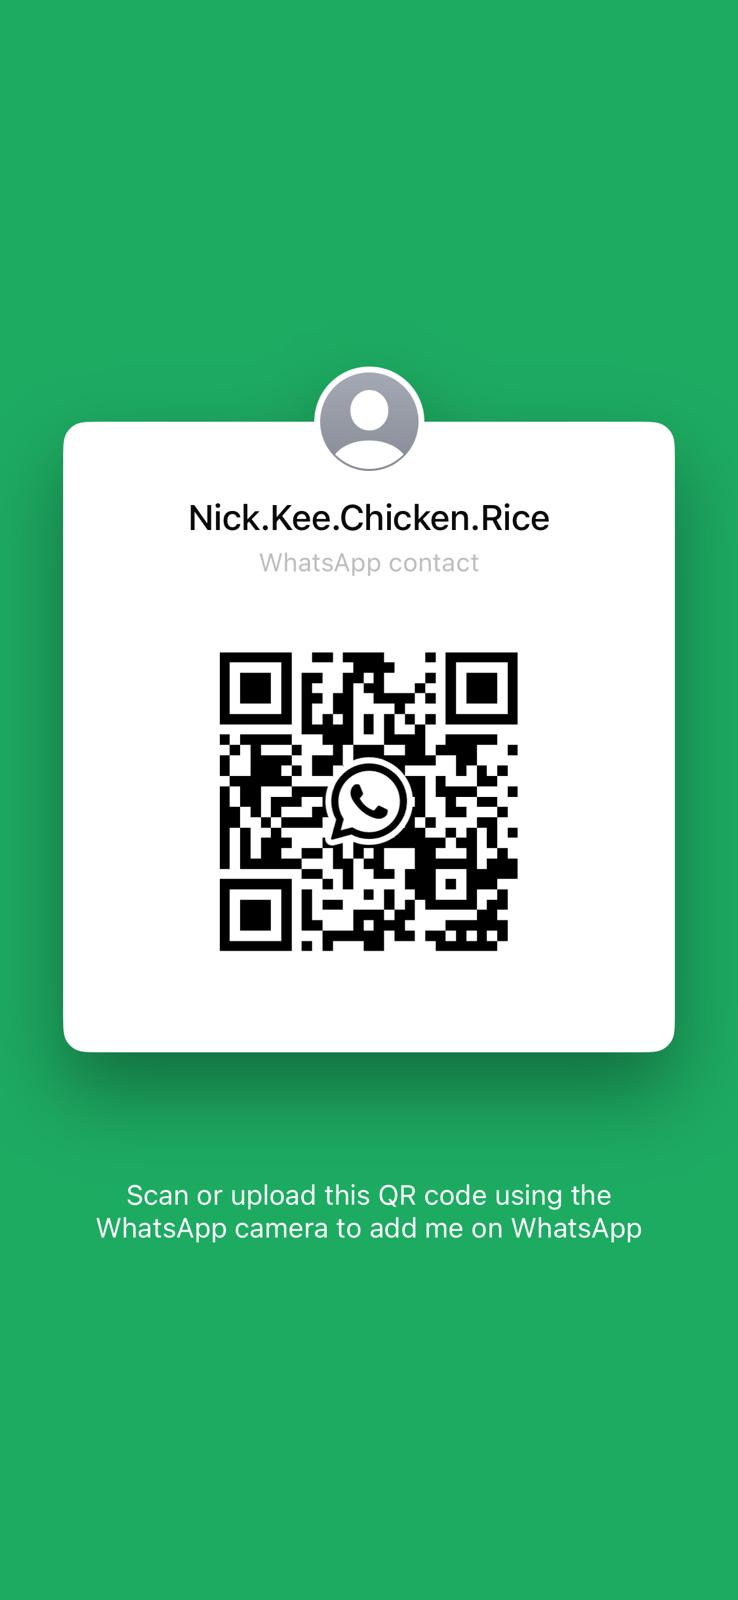 Nick.Kee.Chicken.Rice
WhatsApp contact
Scan or upload this QR code using the
WhatsApp camera to add me on WhatsApp